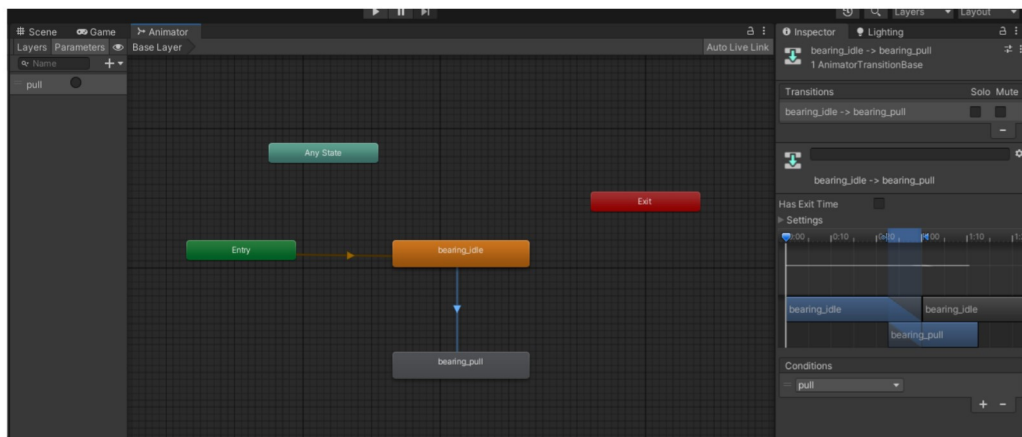 Layers
Layout
Scene
Game
Animator
Layers
Parameters
Base Layer
Auto Live Link
Name
pull
Any State
Exit
Entry
bearing_idle
bearing_pull
Inspector
Lighting
bearing_idle -> bearing_pull
1 AnimatorTransitionBase
Transitions
Solo
Mute
bearing_idle -> bearing_pull
bearing_idle -> bearing_pull
Has Exit Time
Settings
0:10
1:10
bearing_idle
bearing_idle
bearing_pull
Conditions
pull